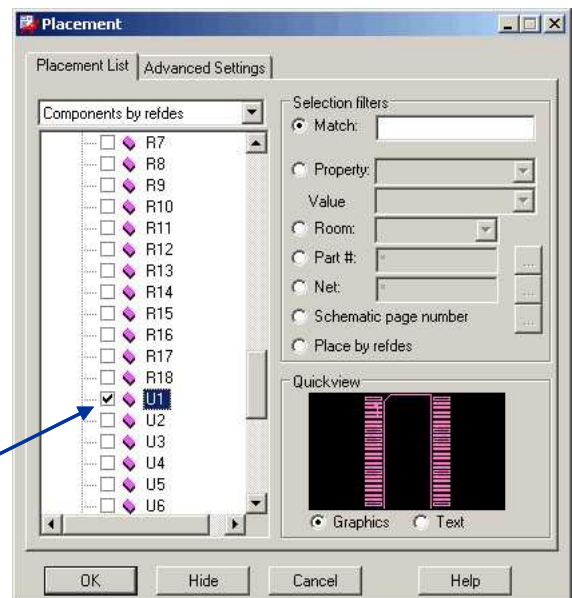 Placement
Placement List
Advanced Settings
Components by refdes
R7
R8
R9
R10
R11
R12
R13
R14
R15
R16
R17
R18
U1
U2
U3
U4
U5
U6
Selection filters
Match:
Property:
Value
Room:
Part #:
*
...
Net:
*
...
Schematic page number
...
Place by refdes
Quickview
Graphics
Text
OK
Hide
Cancel
Help